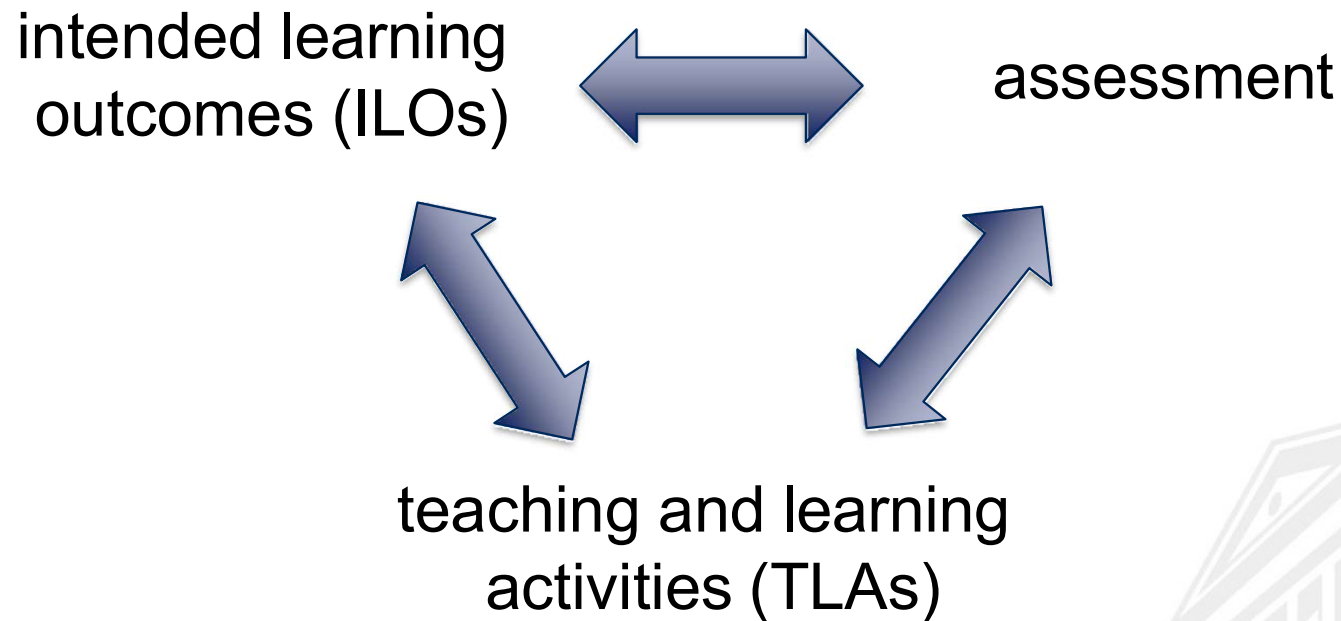 intended learning
outcomes (ILOs)
assessment
teaching and learning
activities (TLAs)